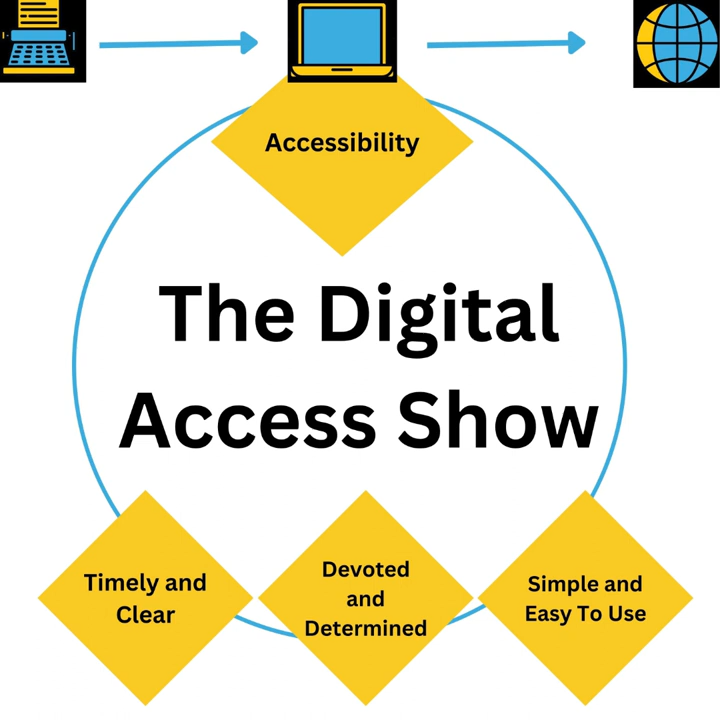 Accessibility
The Digital
Access Show
Timely and
Clear
Devoted
and
Determined
Simple and
Easy To Use